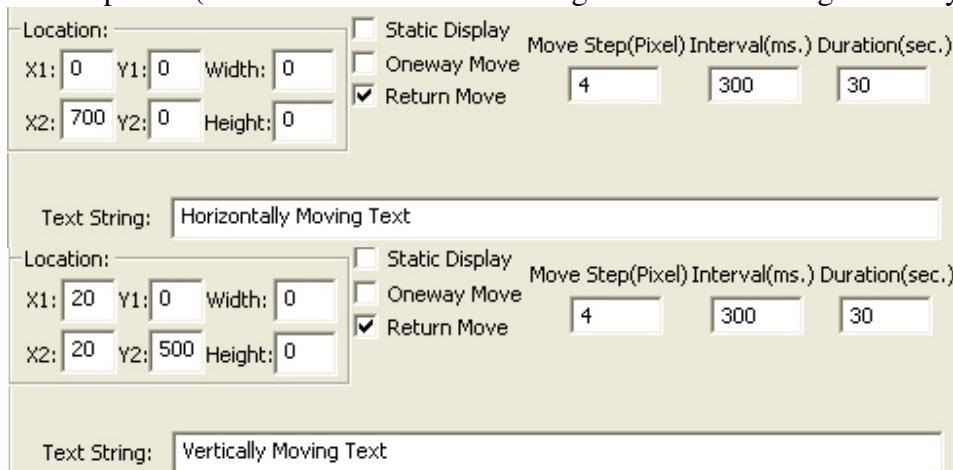 Location:
Static Display
Move Step(Pixel) Interval(ms.) Duration(sec.)
X1: 0 Y1: 0 Width: 0
Oneway Move
4 300 30
Return Move
X2: 700 Y2: 0 Height: 0
Text String: Horizontally Moving Text
Location:
Static Display
Move Step(Pixel) Interval(ms.) Duration(sec.)
X1: 20 Y1: 0 Width: 0
Oneway Move
4 300 30
Return Move
X2: 20 Y2: 500 Height: 0
Text String: Vertically Moving Text